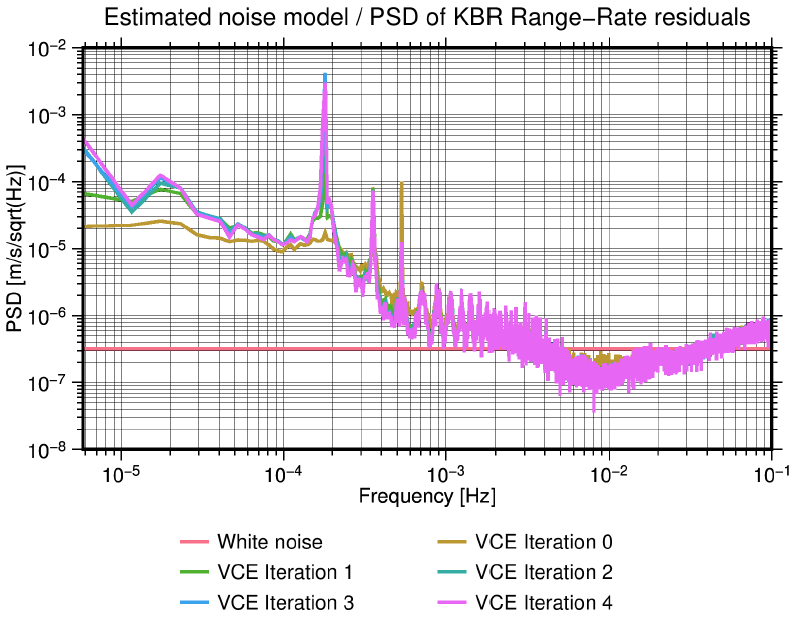 Estimated noise model / PSD of KBR Range−Rate residuals
10−2
10−3
10−4
10−5
10−6
10−7
10−8
PSD [m/s/sqrt(Hz)]
10−5 10−4 10−3 10−2 10−1
Frequency [Hz]
White noise VCE Iteration 0
VCE Iteration 1 VCE Iteration 2
VCE Iteration 3 VCE Iteration 4